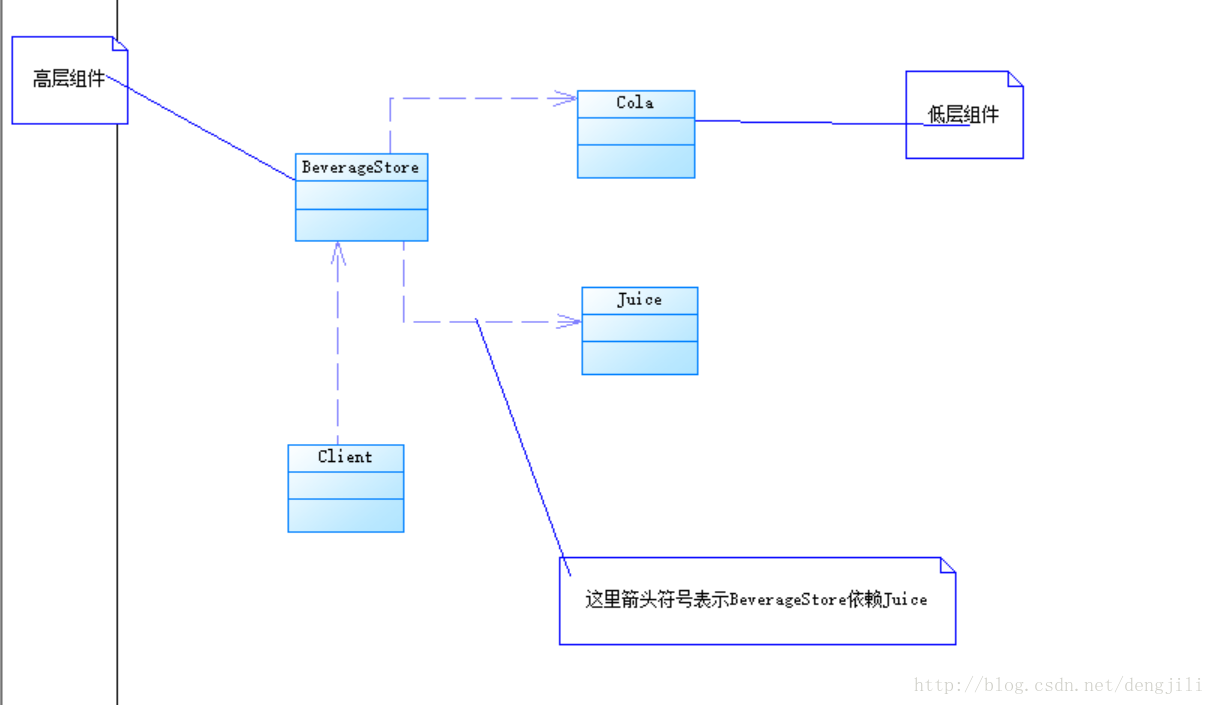 高层组件
Cola
低层组件
BeverageStore
Juice
Client
这里箭头符号表示BeverageStore依赖Juice
http://blog.csdn.net/dengjili